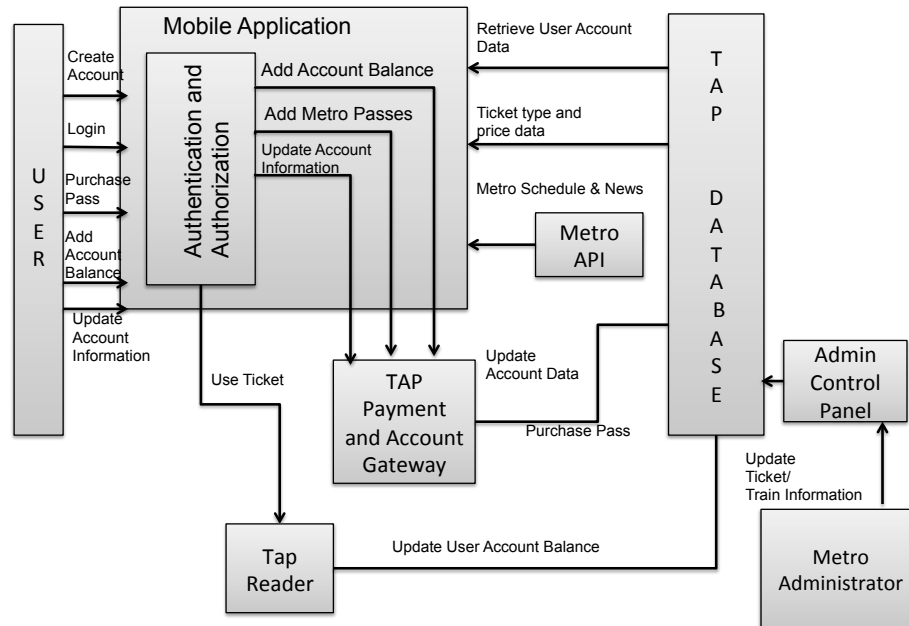 Mobile Application
Create
Account
Login
Purchase
Pass
Add
Account
Balance
Update
Account
Information
U
S
E
R
Authentication and
Authorization
Add Account Balance
Add Metro Passes
Update Account
Information
Retrieve User Account
Data
Ticket type and
price data
Metro Schedule & News
Metro
API
T
A
P
D
A
T
A
B
A
S
E
Use Ticket
TAP
Payment
and Account
Gateway
Update
Account Data
Purchase Pass
Admin
Control
Panel
Update
Ticket/
Train Information
Metro
Administrator
Tap
Reader
Update User Account Balance